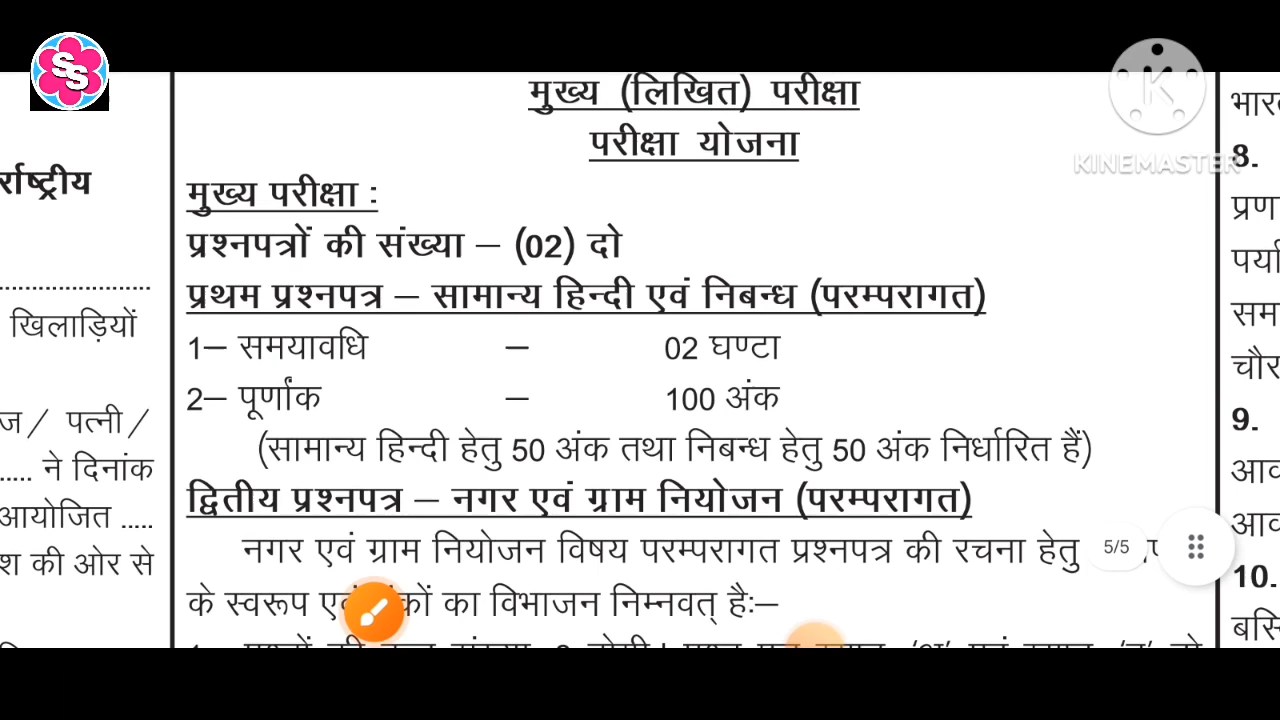 SS
KINEMASTER
र्राष्ट्रीय
खिलाड़ियों
ज/ पत्नी/
..... ने दिनांक
आयोजित .....
श की ओर से
मुख्य (लिखित) परीक्षा
परीक्षा योजना
मुख्य परीक्षा :
प्रश्नपत्रों की संख्या – (02) दो
प्रथम प्रश्नपत्र – सामान्य हिन्दी एवं निबन्ध (परम्परागत)
1– समयावधि – 02 घण्टा
2– पूर्णांक – 100 अंक
(सामान्य हिन्दी हेतु 50 अंक तथा निबन्ध हेतु 50 अंक निर्धारित हैं)
द्वितीय प्रश्नपत्र – नगर एवं ग्राम नियोजन (परम्परागत)
नगर एवं ग्राम नियोजन विषय परम्परागत प्रश्नपत्र की रचना हेतु
के स्वरूप एवं का विभाजन निम्नवत् हैः–
5/5
8.
प्रण
पर्या
सम
चौर
9.
आव
आव
10.